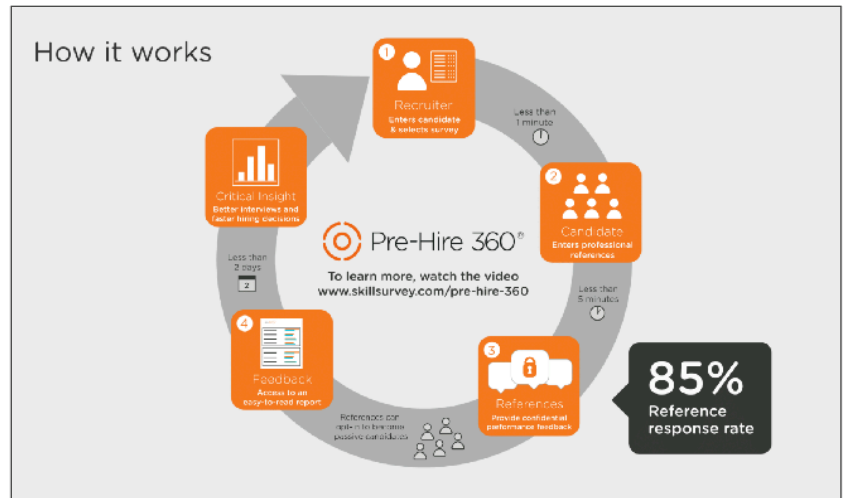 How it works
1
Recruiter
Enters candidate
& selects survey
Less than
1 minute
2
Candidate
Enters professional
references
Less than
5 minutes
3
References
Provide confidential
performance feedback
85%
Reference
response rate
References can
opt-in to become
passive candidates
4
Feedback
Access to an
easy-to-read report
Less than
2 days
2
Critical Insight
Better interviews and
faster hiring decisions
Pre-Hire 360®
To learn more, watch the video
www.skillsurvey.com/pre-hire-360